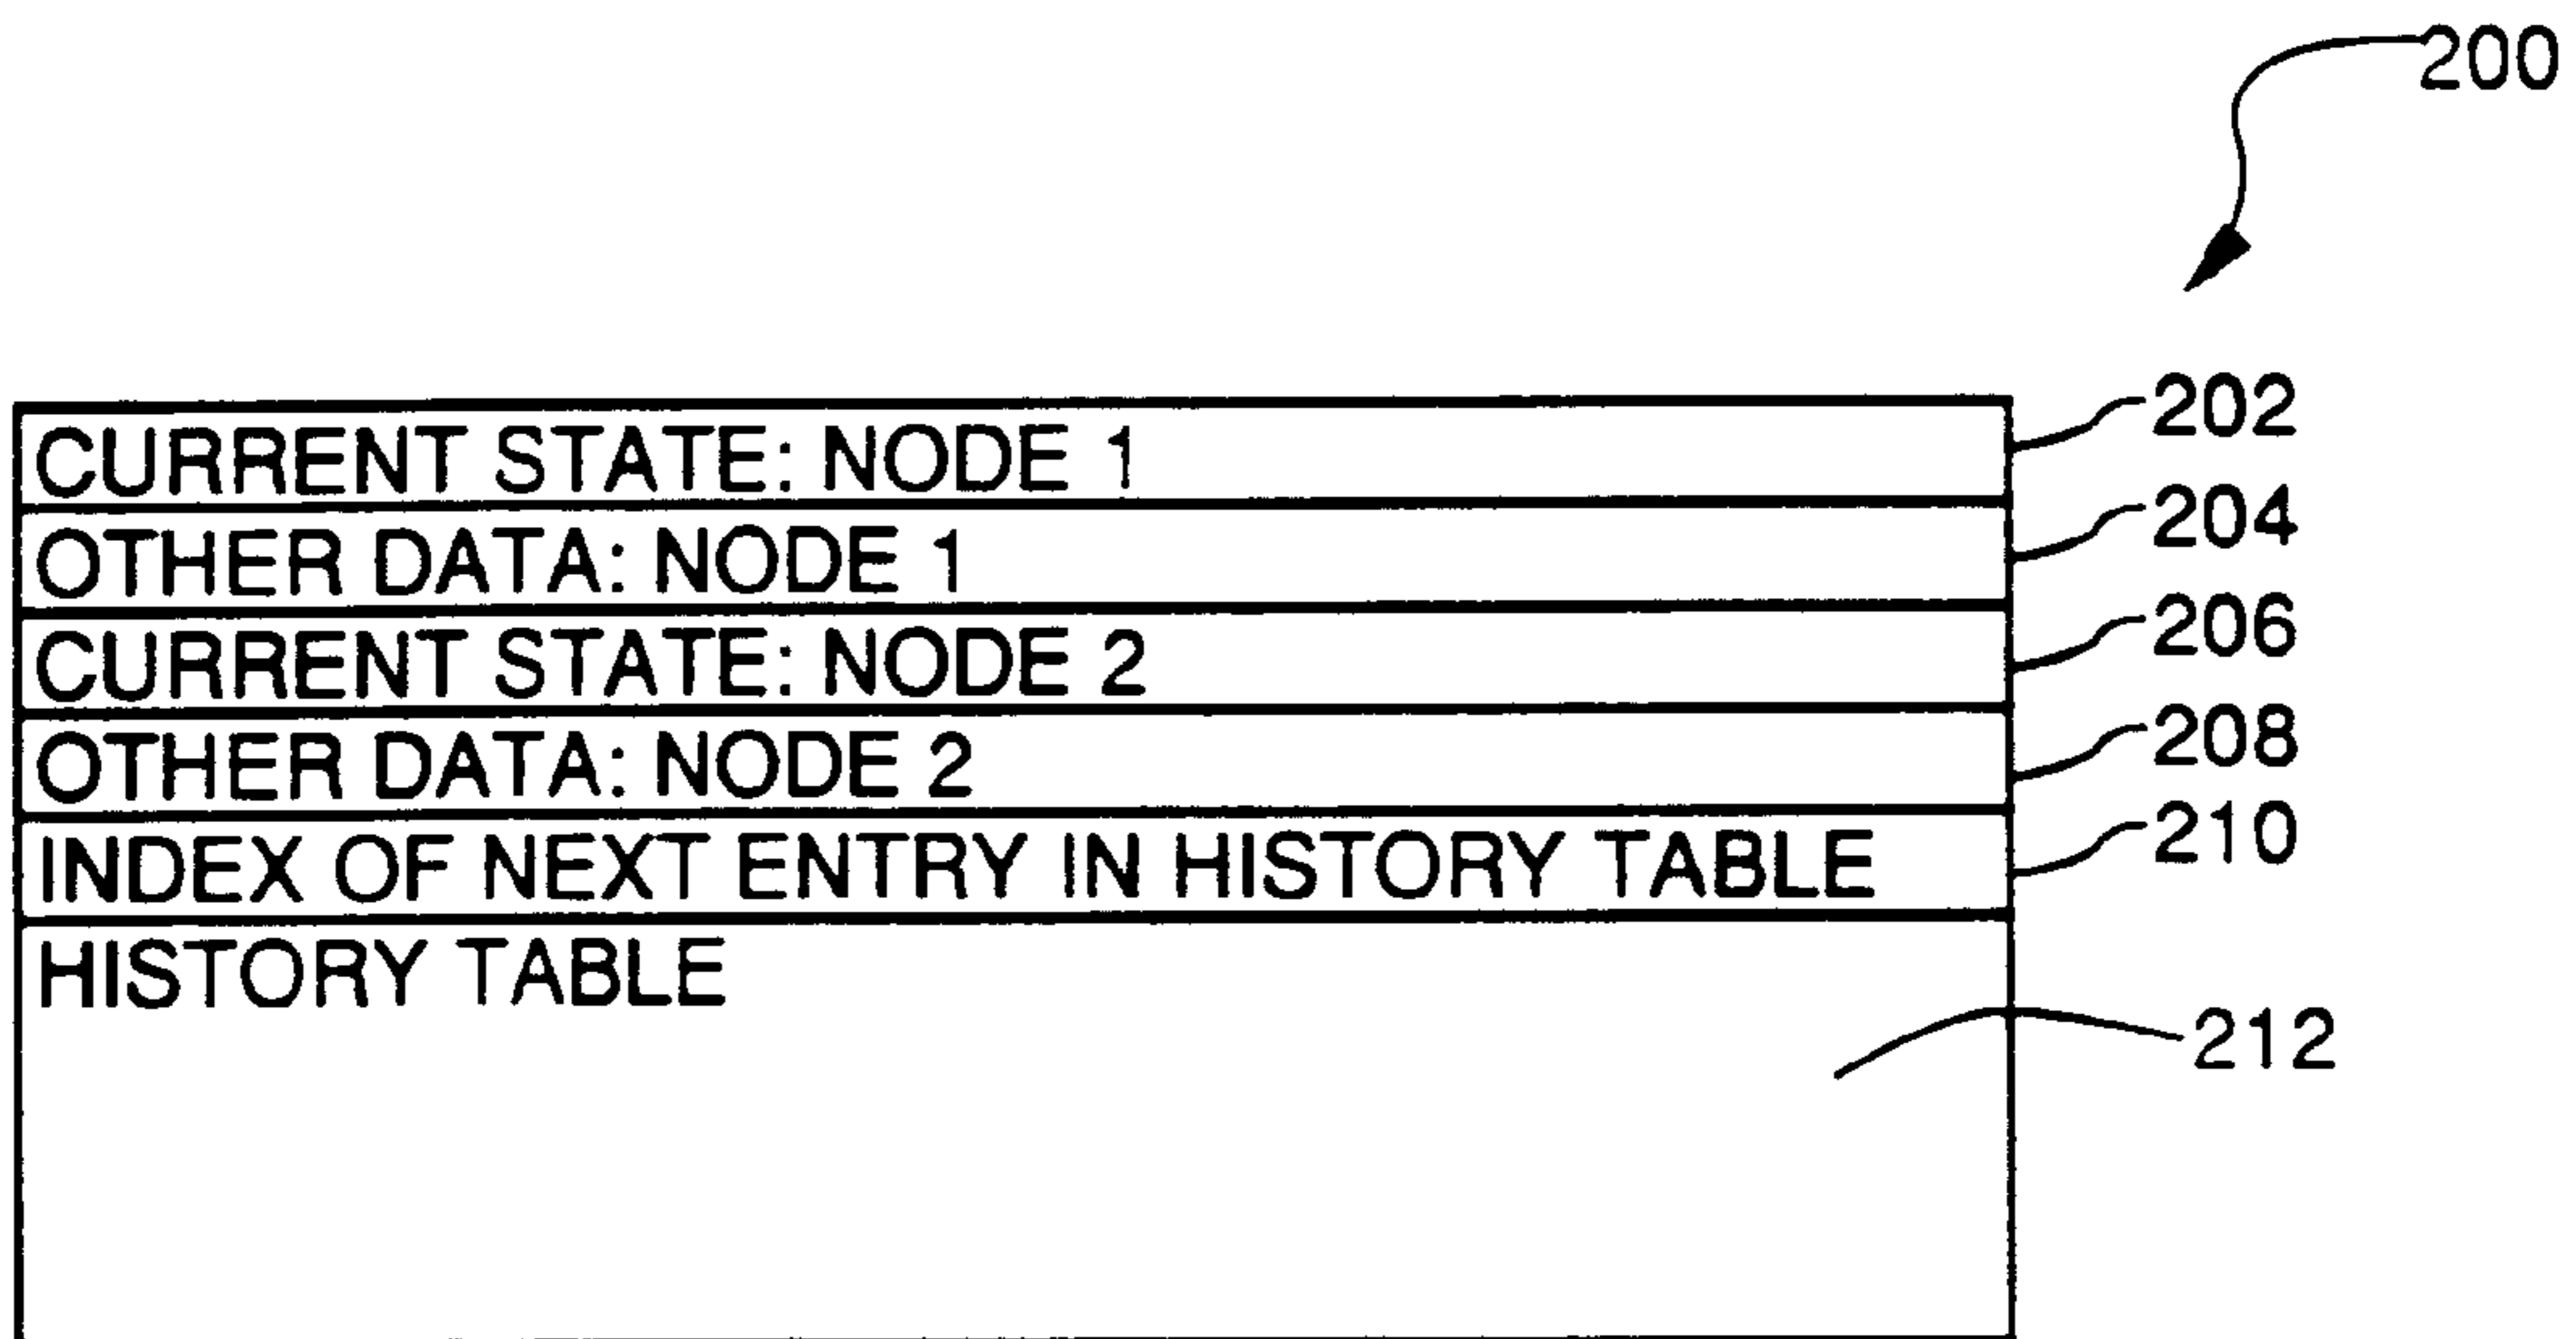 200
CURRENT STATE: NODE 1 202
OTHER DATA: NODE 1 204
CURRENT STATE: NODE 2 206
OTHER DATA: NODE 2 208
INDEX OF NEXT ENTRY IN HISTORY TABLE 210
HISTORY TABLE
212